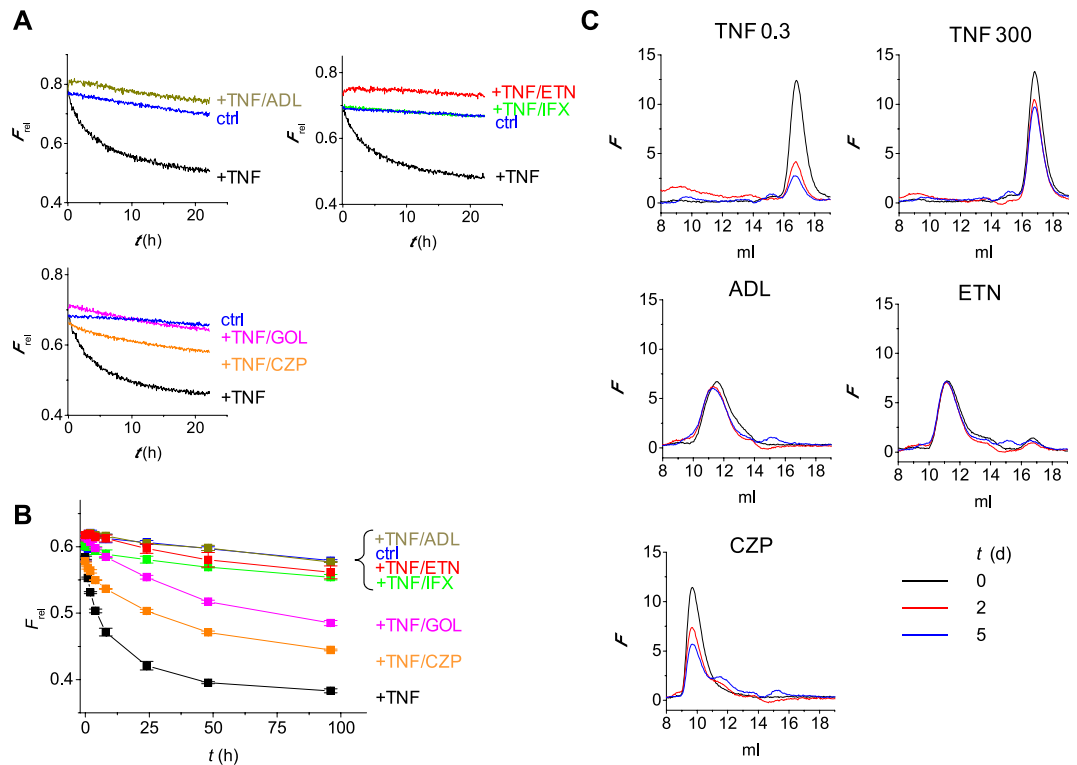 A
0.8
0.6
0.4
F rel
+TNF/ADL
ctrl
+TNF
0 10 20
t (h)
0.8
0.6
0.4
F rel
+TNF/ETN
+TNF/IFX
ctrl
+TNF
0 10 20
t (h)
0.8
0.6
0.4
F rel
ctrl
+TNF/GOL
+TNF/CZP
+TNF
0 10 20
t (h)
B
0.6
0.5
0.4
F rel
+TNF/ADL
ctrl
+TNF/ETN
+TNF/IFX
+TNF/GOL
+TNF/CZP
+TNF
0 25 50 75 100
t (h)
C
TNF 0.3
15
10
5
0
F
8 10 12 14 16 18
ml
TNF 300
15
10
5
0
F
8 10 12 14 16 18
ml
ADL
15
10
5
0
F
8 10 12 14 16 18
ml
ETN
15
10
5
0
F
8 10 12 14 16 18
ml
CZP
15
10
5
0
F
8 10 12 14 16 18
ml
t (d)
0
2
5